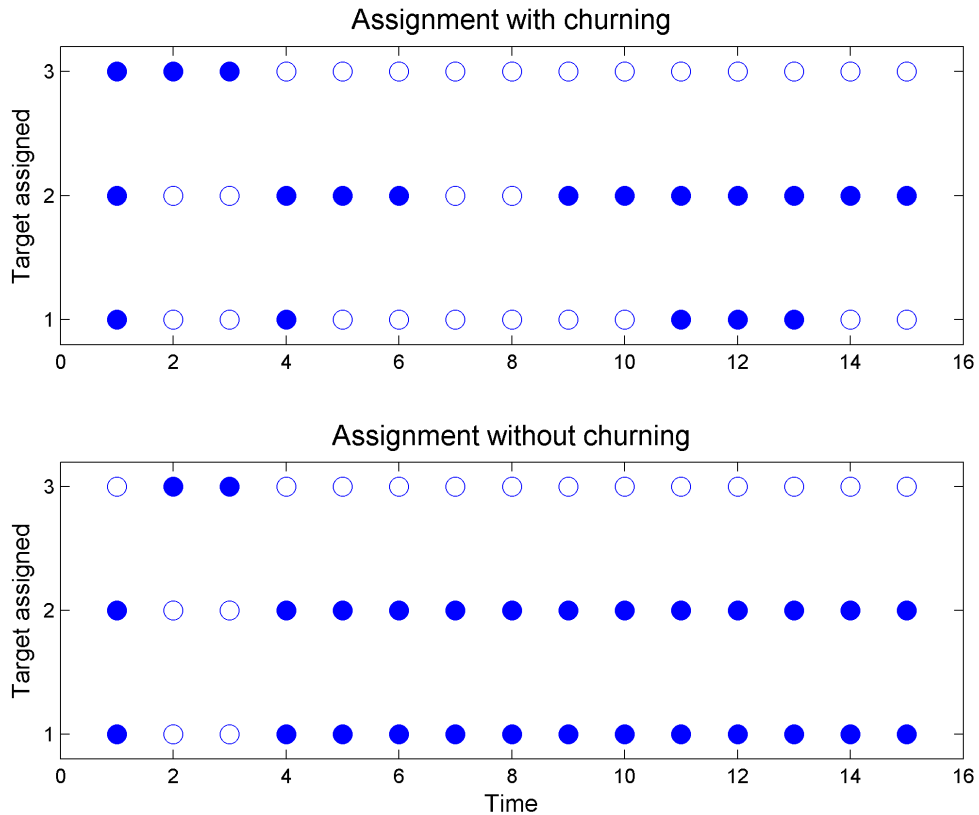 Assignment with churning
Target assigned
3
2
1
0 2 4 6 8 10 12 14 16
Assignment without churning
Target assigned
3
2
1
0 2 4 6 8 10 12 14 16
Time